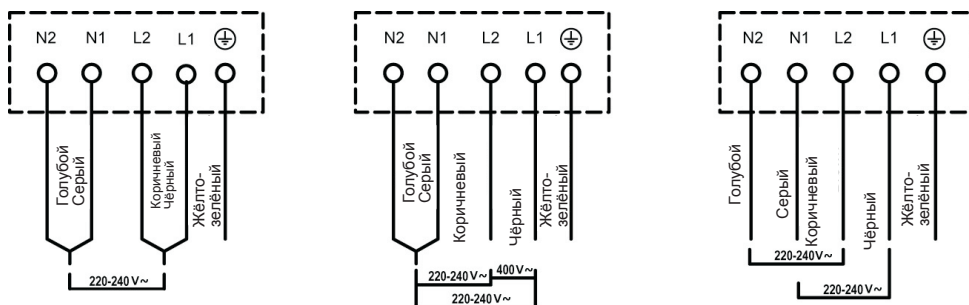 N2 N1 L2 L1
Голубой
Серый
Коричневый
Чёрный
Жёлто-
зелёный
220-240 V~
N2 N1 L2 L1
Голубой
Серый
Коричневый
Чёрный
Жёлто-
зелёный
220-240 V~
400 V~
220-240 V~
N2 N1 L2 L1
Голубой
Серый
Коричневый
Чёрный
Жёлто-
зелёный
220-240 V~
220-240 V~